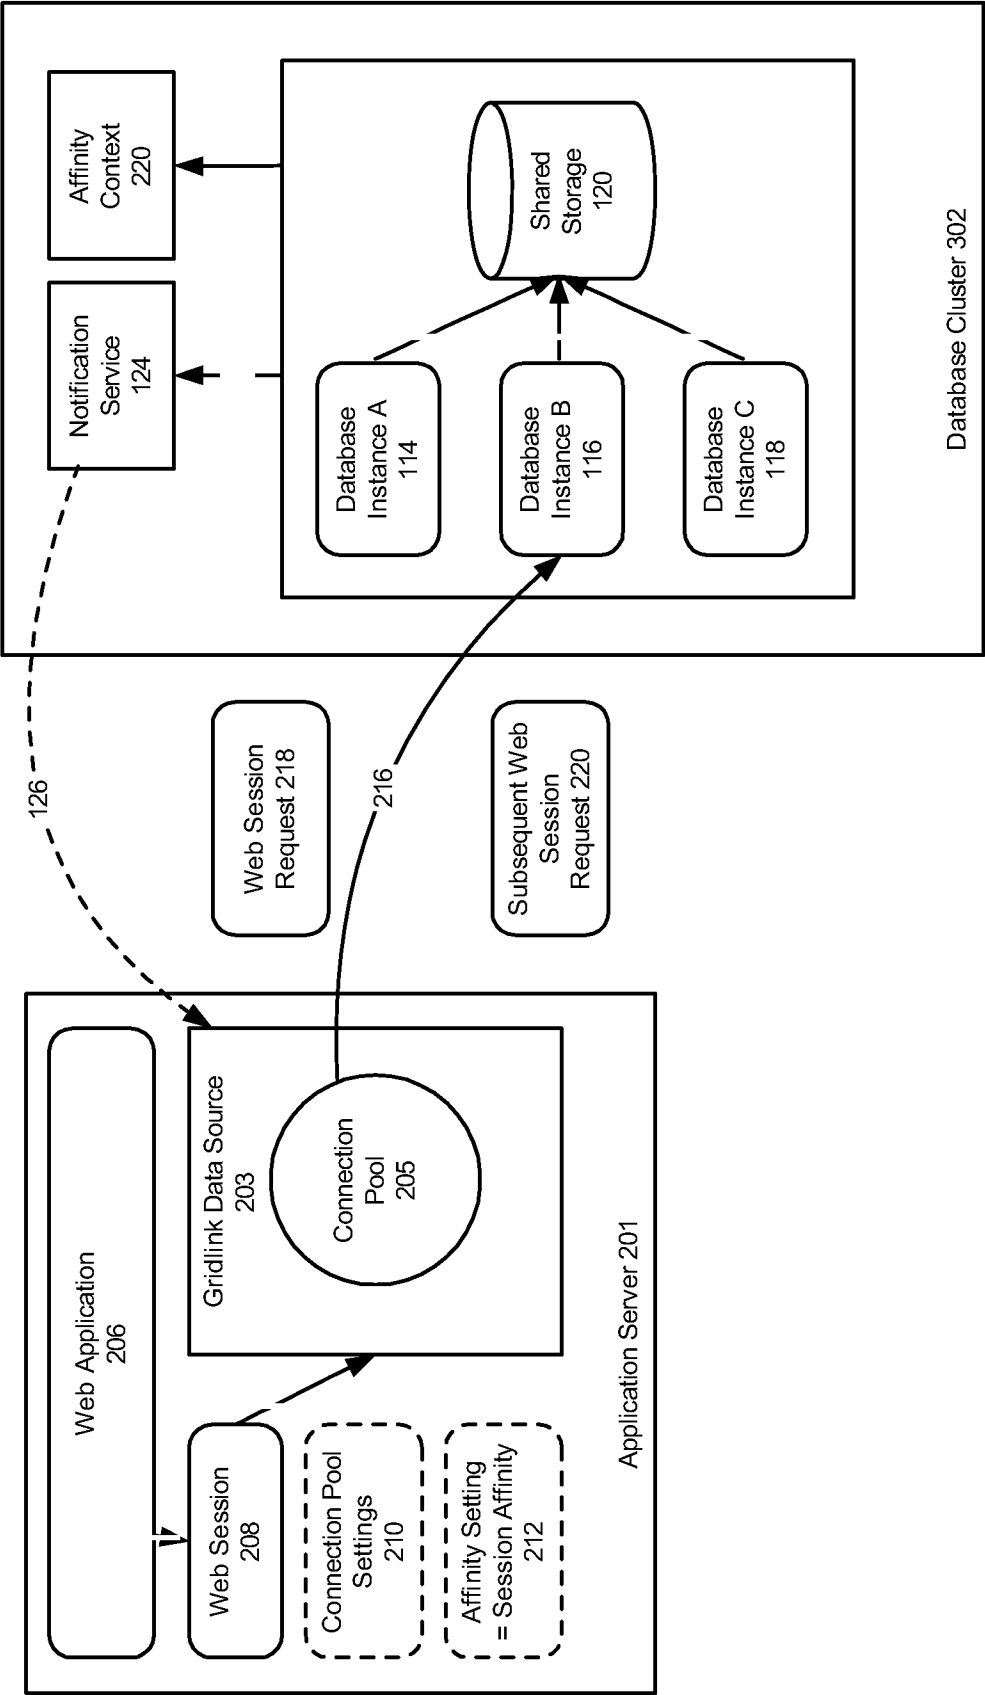 Web Application
206
Web Session
208
Connection Pool
Settings
210
Affinity Setting
= Session Affinity
212
Gridlink Data Source
203
Connection
Pool
205
Application Server 201
126
Web Session
Request 218
216
Subsequent Web
Session
Request 220
Notification
Service
124
Affinity
Context
220
Database
Instance A
114
Database
Instance B
116
Database
Instance C
118
Shared
Storage
120
Database Cluster 302